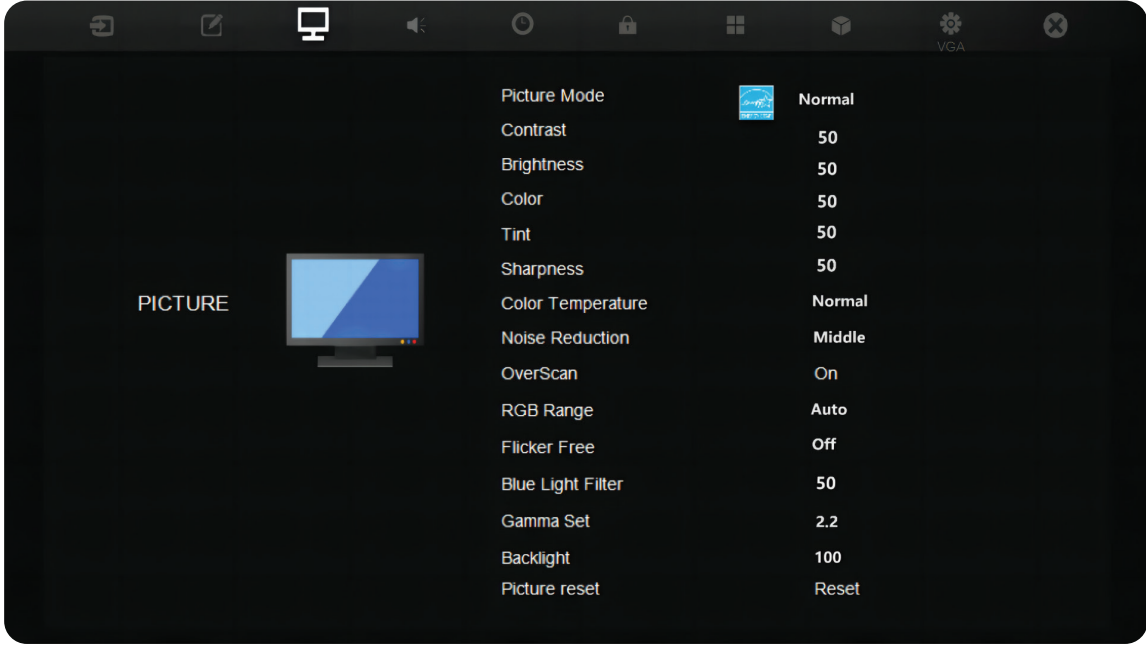 VGA
Picture Mode Normal
Contrast 50
Brightness 50
Color 50
Tint 50
Sharpness 50
PICTURE
Color Temperature Normal
Noise Reduction Middle
OverScan On
RGB Range Auto
Flicker Free Off
Blue Light Filter 50
Gamma Set 2.2
Backlight 100
Picture reset Reset